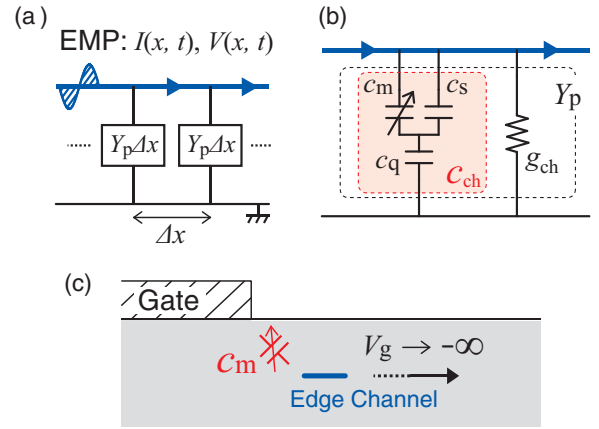 (a)
EMP: I(x, t), V(x, t)
YpΔx
YpΔx
Δx
(b)
cm
cs
Yp
cq
cch
gch
(c)
Gate
cm
Vg → -∞
Edge Channel